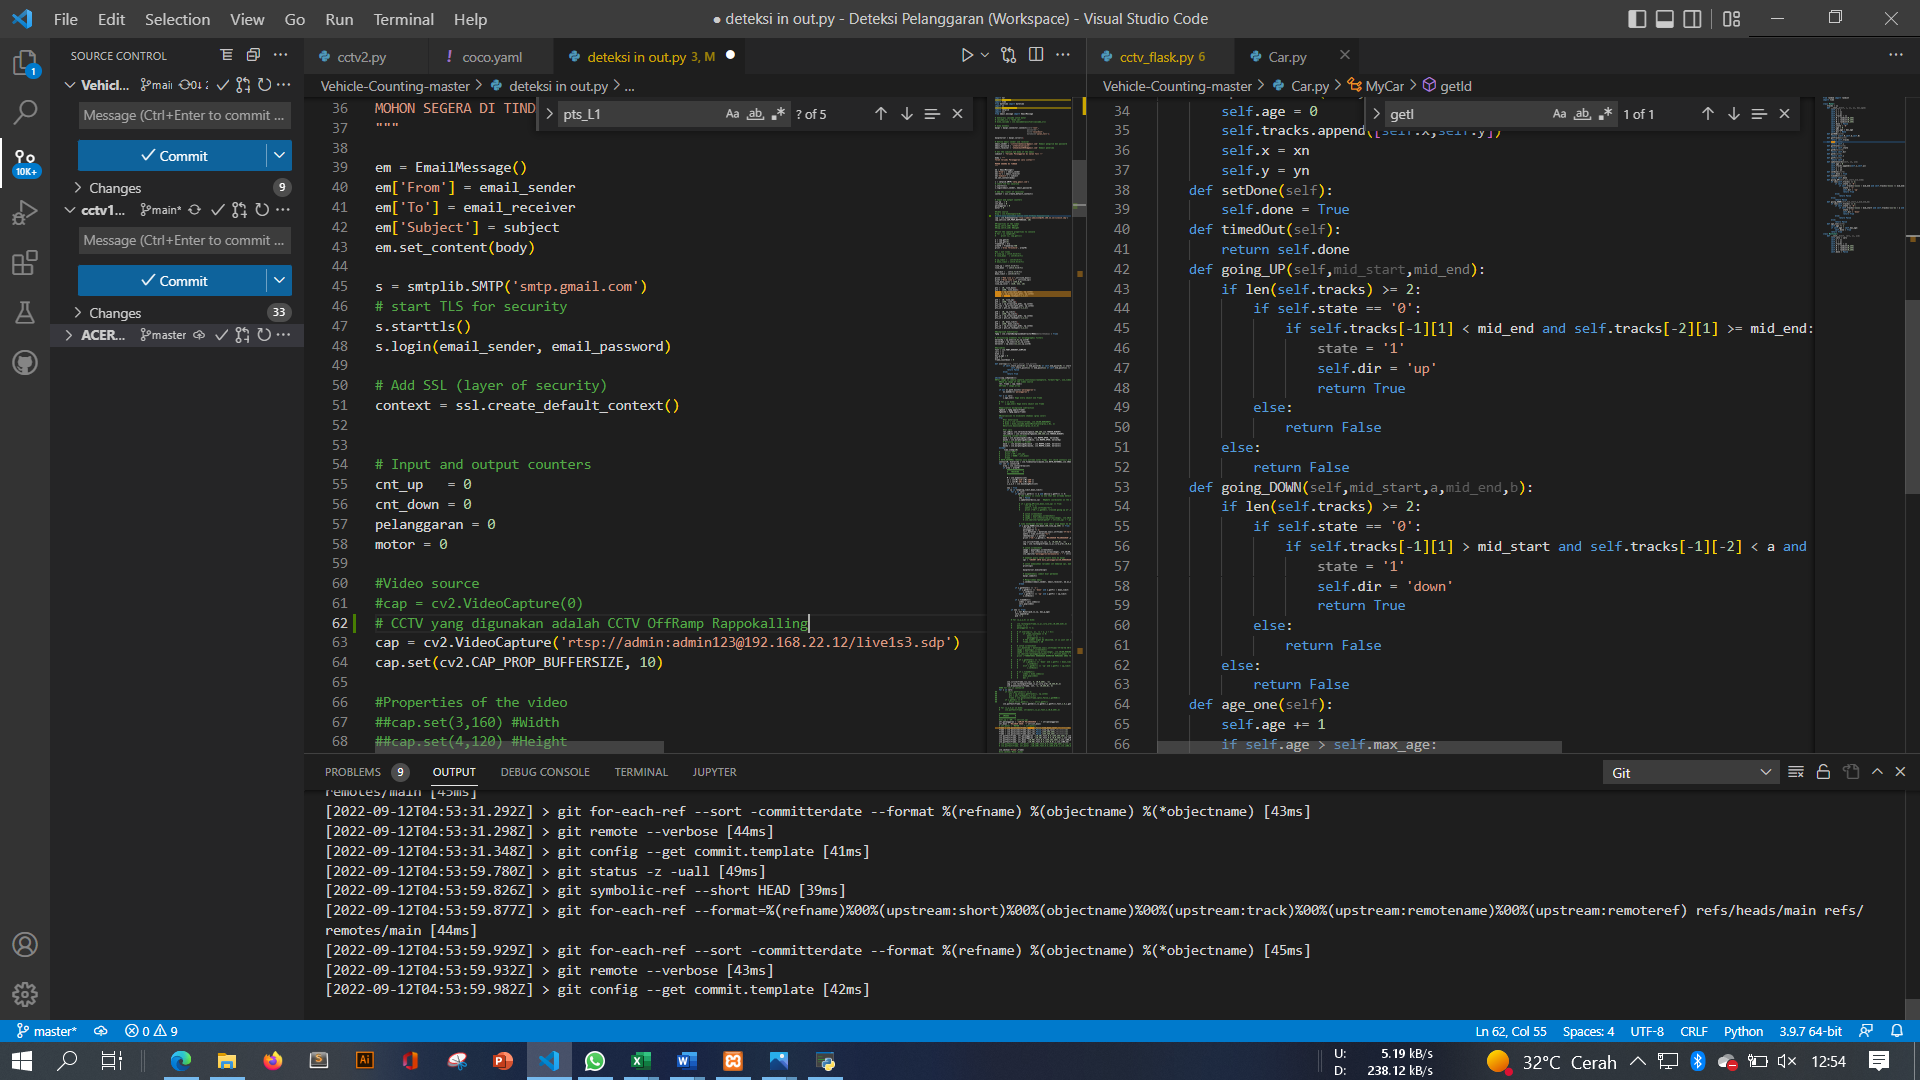 File Edit Selection View Go Run Terminal Help
● deteksi in out.py - Deteksi Pelanggaran (Workspace) - Visual Studio Code
SOURCE CONTROL
Vehicl...
Message (Ctrl+Enter to commit ...
Commit
Changes 9
cctv1... main*
Message (Ctrl+Enter to commit ...
Commit
Changes 33
ACER... master
1
10K+
cctv2.py coco.yaml deteksi in out.py 3, M
Vehicle-Counting-master > deteksi in out.py > ...
pts_L1 Aa ab ? of 5
36 MOHON SEGERA DI TIND
37 """
38
39 em = EmailMessage()
40 em['From'] = email_sender
41 em['To'] = email_receiver
42 em['Subject'] = subject
43 em.set_content(body)
44
45 s = smtplib.SMTP('smtp.gmail.com')
46 # start TLS for security
47 s.starttls()
48 s.login(email_sender, email_password)
49
50 # Add SSL (layer of security)
51 context = ssl.create_default_context()
52
53
54 # Input and output counters
55 cnt_up   = 0
56 cnt_down = 0
57 pelanggaran = 0
58 motor = 0
59
60 #Video source
61 #cap = cv2.VideoCapture(0)
62 # CCTV yang digunakan adalah CCTV OffRamp Rappokalling
63 cap = cv2.VideoCapture('rtsp://admin:admin123@192.168.22.12/live1s3.sdp')
64 cap.set(cv2.CAP_PROP_BUFFERSIZE, 10)
65
66 #Properties of the video
67 ##cap.set(3,160) #Width
68 ##cap.set(4,120) #Height
cctv_flask.py 6 Car.py
Vehicle-Counting-master > Car.py > MyCar > getId
getI Aa ab 1 of 1
34 self.age = 0
35 self.tracks.append([self.x,self.y])
36 self.x = xn
37 self.y = yn
38 def setDone(self):
39 self.done = True
40 def timedOut(self):
41 return self.done
42 def going_UP(self,mid_start,mid_end):
43 if len(self.tracks) >= 2:
44 if self.state == '0':
45 if self.tracks[-1][1] < mid_end and self.tracks[-2][1] >= mid_end:
46 state = '1'
47 self.dir = 'up'
48 return True
49 else:
50 return False
51 else:
52 return False
53 def going_DOWN(self,mid_start,a,mid_end,b):
54 if len(self.tracks) >= 2:
55 if self.state == '0':
56 if self.tracks[-1][1] > mid_start and self.tracks[-1][-2] < a and
57 state = '1'
58 self.dir = 'down'
59 return True
60 else:
61 return False
62 else:
63 return False
64 def age_one(self):
65 self.age += 1
66 if self.age > self.max_age:
PROBLEMS 9 OUTPUT DEBUG CONSOLE TERMINAL JUPYTER
Git
remotes/main [45ms]
[2022-09-12T04:53:31.292Z] > git for-each-ref --sort -committerdate --format %(refname) %(objectname) %(*objectname) [43ms]
[2022-09-12T04:53:31.298Z] > git remote --verbose [44ms]
[2022-09-12T04:53:31.348Z] > git config --get commit.template [41ms]
[2022-09-12T04:53:59.780Z] > git status -z -uall [49ms]
[2022-09-12T04:53:59.826Z] > git symbolic-ref --short HEAD [39ms]
[2022-09-12T04:53:59.877Z] > git for-each-ref --format=%(refname)%00%(upstream:short)%00%(objectname)%00%(upstream:track)%00%(upstream:remotename)%00%(upstream:remoteref) refs/heads/main refs/
remotes/main [44ms]
[2022-09-12T04:53:59.929Z] > git for-each-ref --sort -committerdate --format %(refname) %(objectname) %(*objectname) [45ms]
[2022-09-12T04:53:59.932Z] > git remote --verbose [43ms]
[2022-09-12T04:53:59.982Z] > git config --get commit.template [42ms]
master* 0 9
Ln 62, Col 55 Spaces: 4 UTF-8 CRLF Python 3.9.7 64-bit
U: 5.19 kB/s
D: 238.12 kB/s
32°C Cerah
12:54